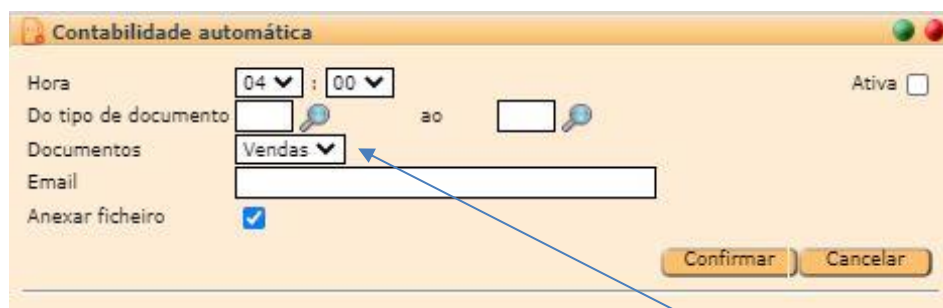 Contabilidade automática
Hora 04 : 00 Ativa
Do tipo de documento ao
Documentos Vendas
Email
Anexar ficheiro
Confirmar Cancelar